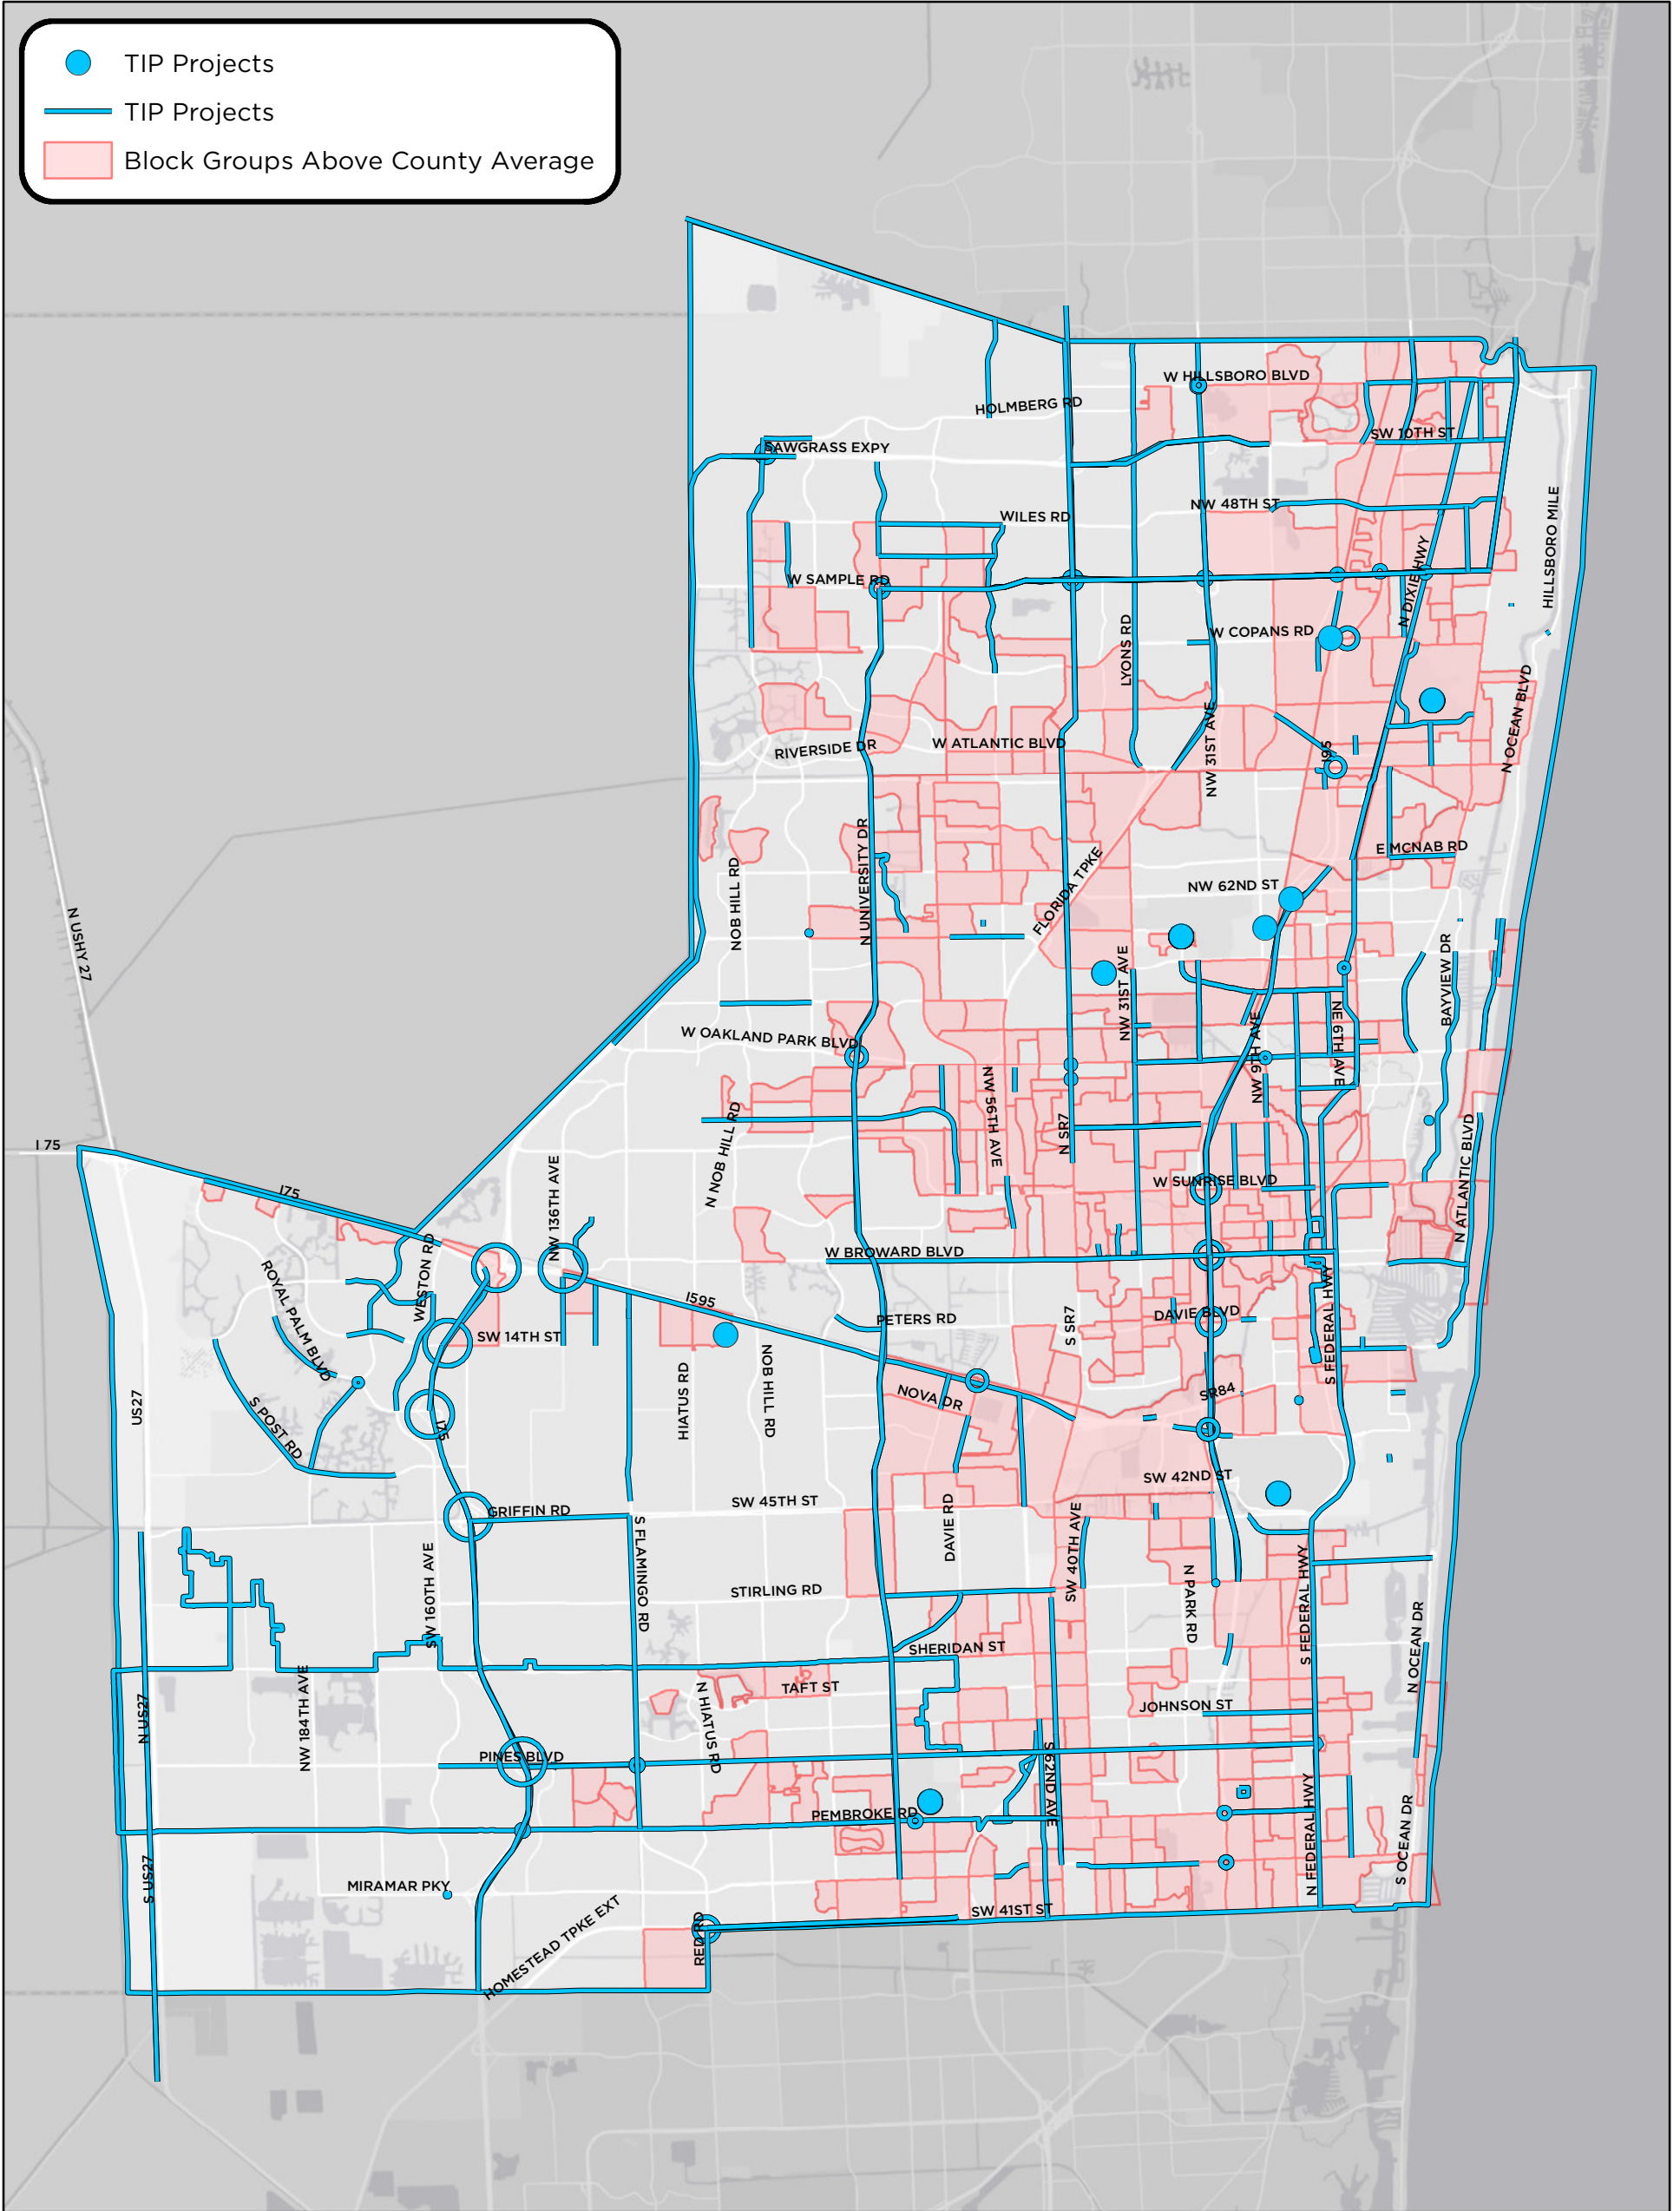 TIP Projects
TIP Projects
Block Groups Above County Average
W HILLSBORO BLVD
HOLMBERG RD
SW 10TH ST
SAWGRASS EXPY
HILLSBORO MILE
NW 48TH ST
WILES RD
N DIXIE HWY
W SAMPLE RD
LYONS RD
W COPANS RD
N OCEAN BLVD
NW 31ST AVE
RIVERSIDE DR
W ATLANTIC BLVD
I95
N UNIVERSITY DR
E MCNAB RD
NOB HILL RD
FLORIDA TPKE
NW 62ND ST
N USHY 27
BAYVIEW DR
NW 31ST AVE
NE 6TH AVE
NW 9TH AVE
W OAKLAND PARK BLVD
NW 56TH AVE
N NOB HILL RD
N SR7
N ATLANTIC BLVD
I 75
I75
NW 136TH AVE
W SUNRISE BLVD
WESTON RD
W BROWARD BLVD
ROYAL PALM BLVD
S FEDERAL HWY
I595
DAVIE BLVD
PETERS RD
S SR7
SW 14TH ST
US27
S POST RD
I75
HIATUS RD
NOB HILL RD
NOVA DR
SR84
SW 42ND ST
GRIFFIN RD
SW 45TH ST
DAVIE RD
SW 40TH AVE
S FLAMINGO RD
SW 160TH AVE
STIRLING RD
N PARK RD
S FEDERAL HWY
N OCEAN DR
SHERIDAN ST
NW 184TH AVE
N US27
TAFT ST
N HIATUS RD
JOHNSON ST
PINES BLVD
S 62ND AVE
PEMBROKE RD
N FEDERAL HWY
S OCEAN DR
S US27
MIRAMAR PKY
HOMESTEAD TPKE EXT
RED RD
SW 41ST ST